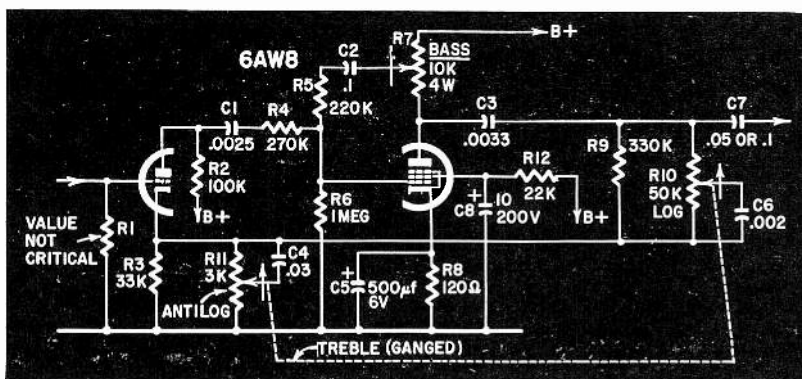 6AW8
R7
B+
BASS
10K
4W
C2
.1
R5
220K
C1
.0025
R4
270K
C3
.0033
C7
.05 OR .1
R2
100K
B+
R9
330K
R10
50K
LOG
R12
22K
R6
1 MEG
C8
+
10
200V
B+
C6
.002
VALUE
NOT
CRITICAL
R1
R3
33K
R11
3K
C4
.03
ANTILOG
+
C5
500µf
6V
R8
120Ω
TREBLE (GANGED)